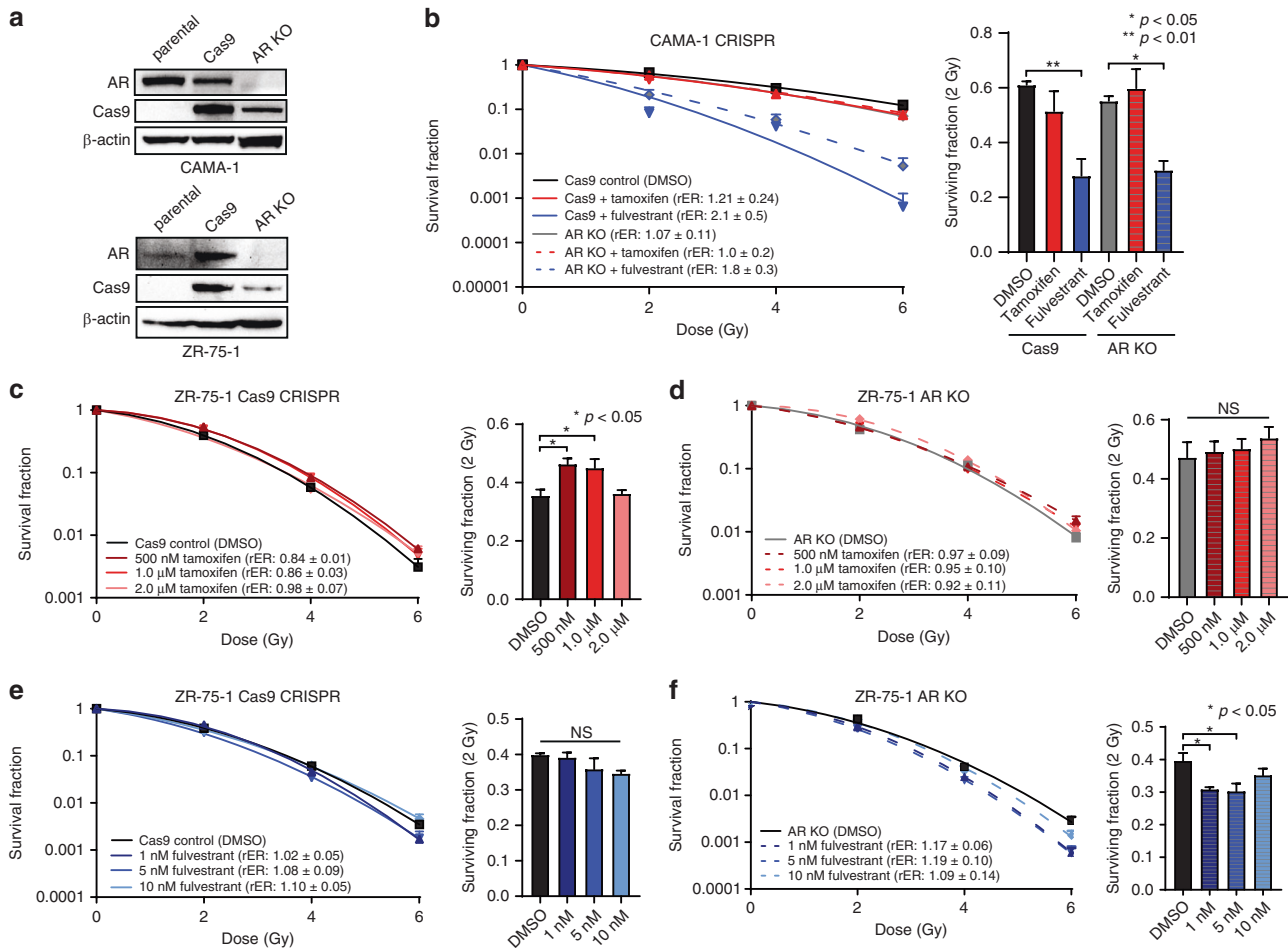 a
parental
Cas9
AR KO
AR
Cas9
β-actin
CAMA-1
parental
Cas9
AR KO
AR
Cas9
β-actin
ZR-75-1
b
CAMA-1 CRISPR
Survival fraction
1
0.1
0.01
0.001
0.0001
0.00001
Cas9 control (DMSO)
Cas9 + tamoxifen (rER: 1.21 ± 0.24)
Cas9 + fulvestrant (rER: 2.1 ± 0.5)
AR KO (rER: 1.07 ± 0.11)
AR KO + tamoxifen (rER: 1.0 ± 0.2)
AR KO + fulvestrant (rER: 1.8 ± 0.3)
0 2 4 6
Dose (Gy)
* p < 0.05
** p < 0.01
Surviving fraction (2 Gy)
0.8
0.6
0.4
0.2
0.0
**
*
DMSO
Tamoxifen
Fulvestrant
DMSO
Tamoxifen
Fulvestrant
Cas9
AR KO
c
ZR-75-1 Cas9 CRISPR
Survival fraction
1
0.1
0.01
0.001
Cas9 control (DMSO)
500 nM tamoxifen (rER: 0.84 ± 0.01)
1.0 μM tamoxifen (rER: 0.86 ± 0.03)
2.0 μM tamoxifen (rER: 0.98 ± 0.07)
0 2 4 6
Dose (Gy)
* p < 0.05
Surviving fraction (2 Gy)
0.6
0.4
0.2
0.0
*
*
DMSO
500 nM
1.0 μM
2.0 μM
d
ZR-75-1 AR KO
Survival fraction
1
0.1
0.01
0.001
AR KO (DMSO)
500 nM tamoxifen (rER: 0.97 ± 0.09)
1.0 μM tamoxifen (rER: 0.95 ± 0.10)
2.0 μM tamoxifen (rER: 0.92 ± 0.11)
0 2 4 6
Dose (Gy)
Surviving fraction (2 Gy)
0.6
0.4
0.2
0.0
NS
DMSO
500 nM
1.0 μM
2.0 μM
e
ZR-75-1 Cas9 CRISPR
Survival fraction
1
0.1
0.01
0.001
0.0001
Cas9 control (DMSO)
1 nM fulvestrant (rER: 1.02 ± 0.05)
5 nM fulvestrant (rER: 1.08 ± 0.09)
10 nM fulvestrant (rER: 1.10 ± 0.05)
0 2 4 6
Dose (Gy)
Surviving fraction (2 Gy)
0.5
0.4
0.3
0.2
0.1
0.0
NS
DMSO
1 nM
5 nM
10 nM
f
ZR-75-1 AR KO
Survival fraction
1
0.1
0.01
0.001
0.0001
AR KO (DMSO)
1 nM fulvestrant (rER: 1.17 ± 0.06)
5 nM fulvestrant (rER: 1.19 ± 0.10)
10 nM fulvestrant (rER: 1.09 ± 0.14)
0 2 4 6
Dose (Gy)
* p < 0.05
Surviving fraction (2 Gy)
0.5
0.4
0.3
0.2
0.1
0.0
*
*
DMSO
1 nM
5 nM
10 nM